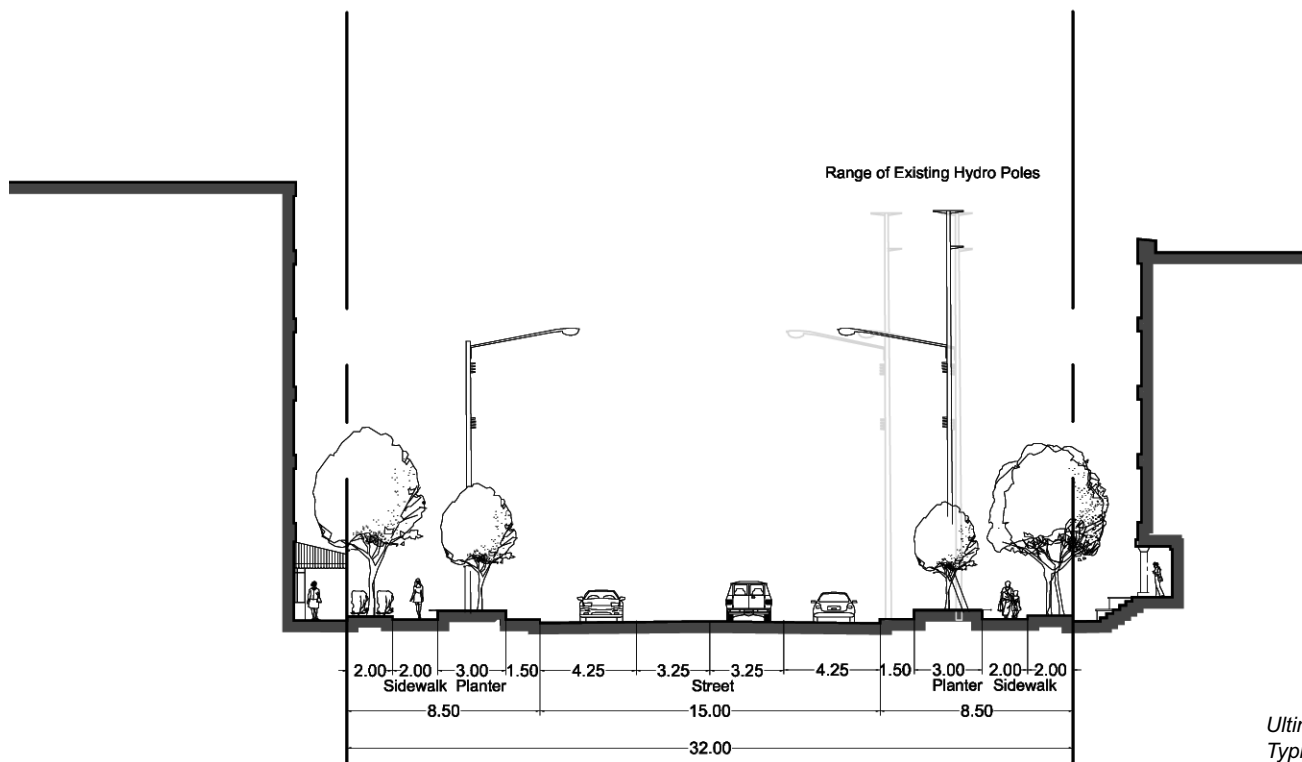 Range of Existing Hydro Poles
2.00 2.00 3.00 1.50 4.25 3.25 3.25 4.25 1.50 3.00 2.00 2.00
Sidewalk Planter Street Planter Sidewalk
8.50 15.00 8.50
32.00